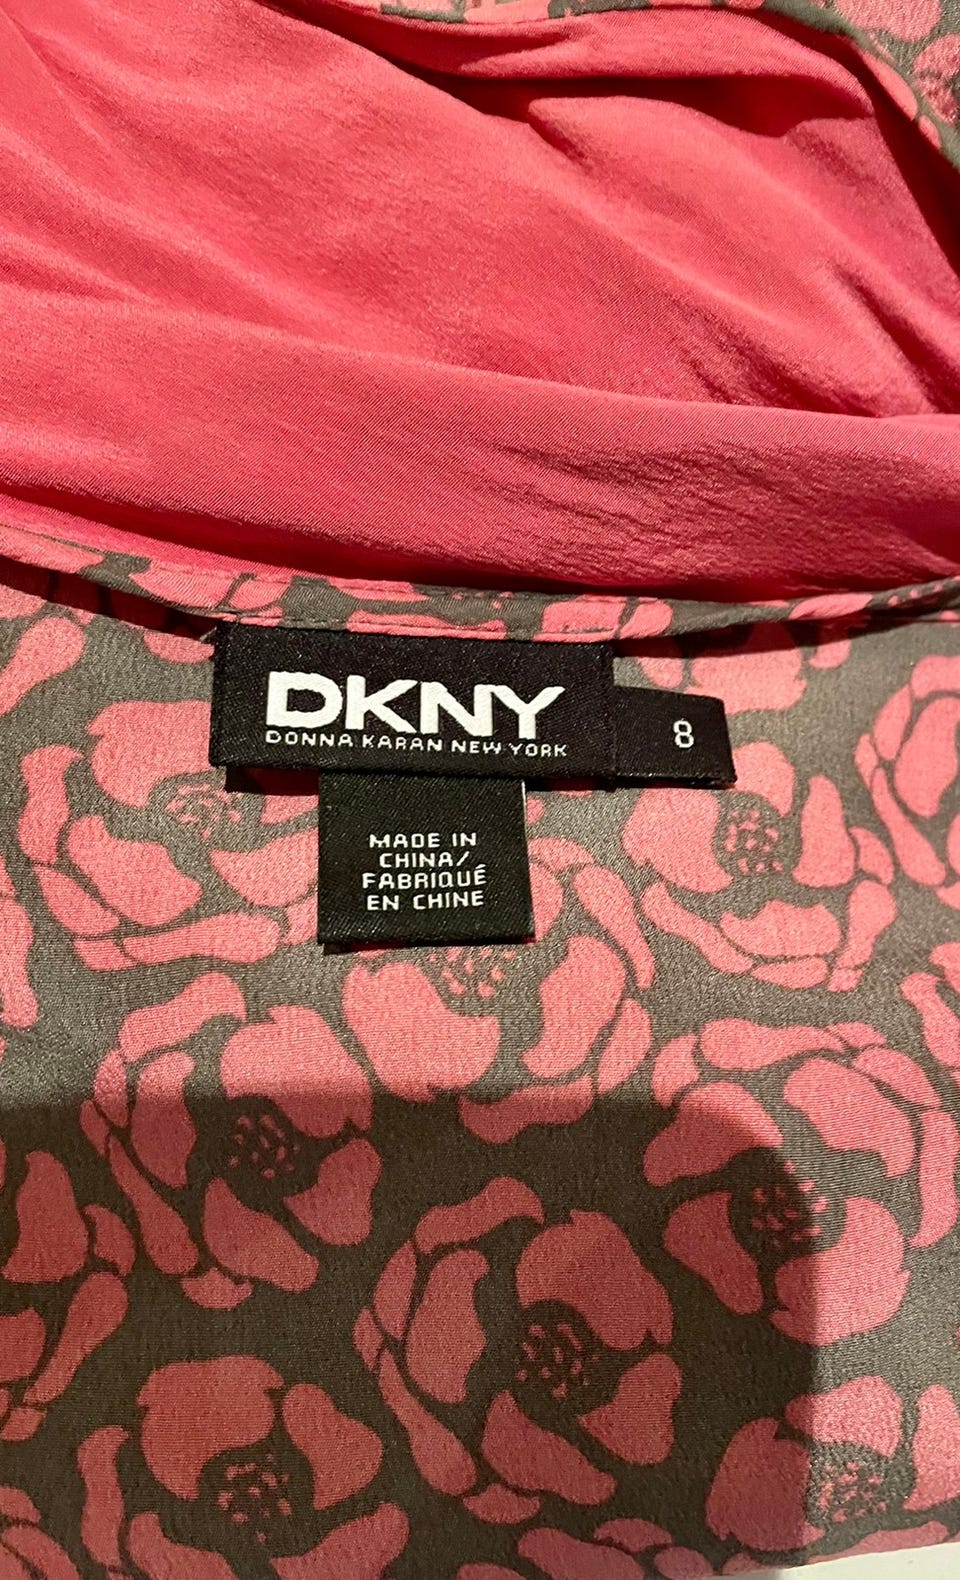 DKNY
DONNA KARAN NEW YORK
8
MADE IN
CHINA/
FABRIQUÉ
EN CHINE